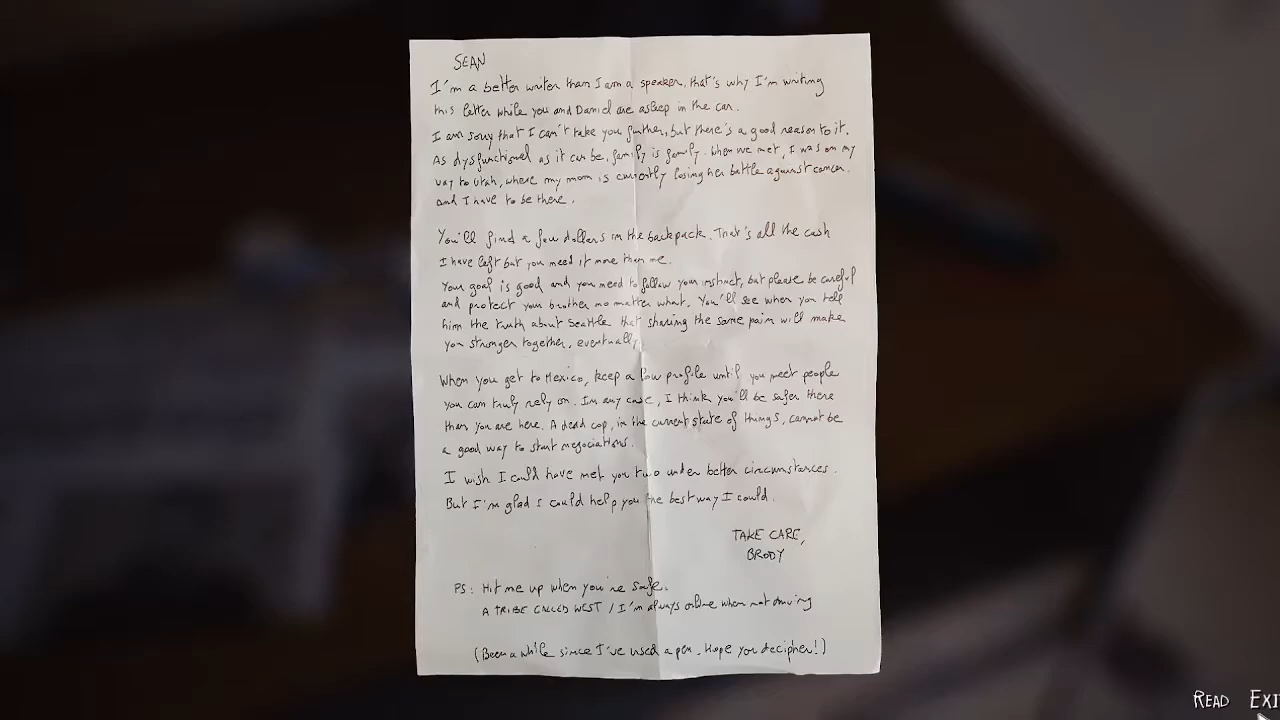 SEAN
I'm a better writer than I am a speaker, that's why I'm writing
this letter while you and Daniel are asleep in the car.
I am sorry that I can't take you further, but there's a good reason to it.
As dysfunctional as it can be, family is family. When we met, I was on my
way to Utah, where my mom is currently losing her battle against cancer.
and I have to be there.
You'll find a few dollars in the backpack. That's all the cash
I have left but you need it more than me.
Your goal is good and you need to follow your instinct, but please be careful
and protect your brother no matter what. You'll see when you tell
him the truth about Seattle that sharing the same pain will make
you stronger together, eventually.
When you get to Mexico, keep a low profile until you meet people
you can truly rely on. In any case, I think you'll be safer there
than you are here. A dead cop, in the current state of things, cannot be
a good way to start negociations.
I wish I could have met you two under better circumstances.
But I'm glad I could help you the best way I could.
TAKE CARE,
BRODY
PS: Hit me up when you're safe.
A TRIBE CALLED WEST / I'm always online when not driving
(Been a while since I've used a pen. Hope you decipher!)
READ EXI